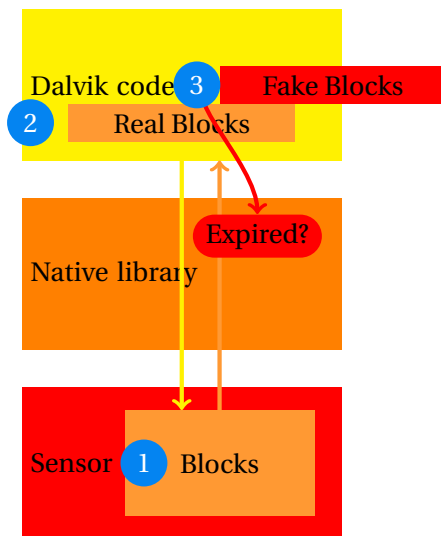 Dalvik code 3 Fake Blocks
2 Real Blocks
Expired?
Native library
Sensor 1 Blocks